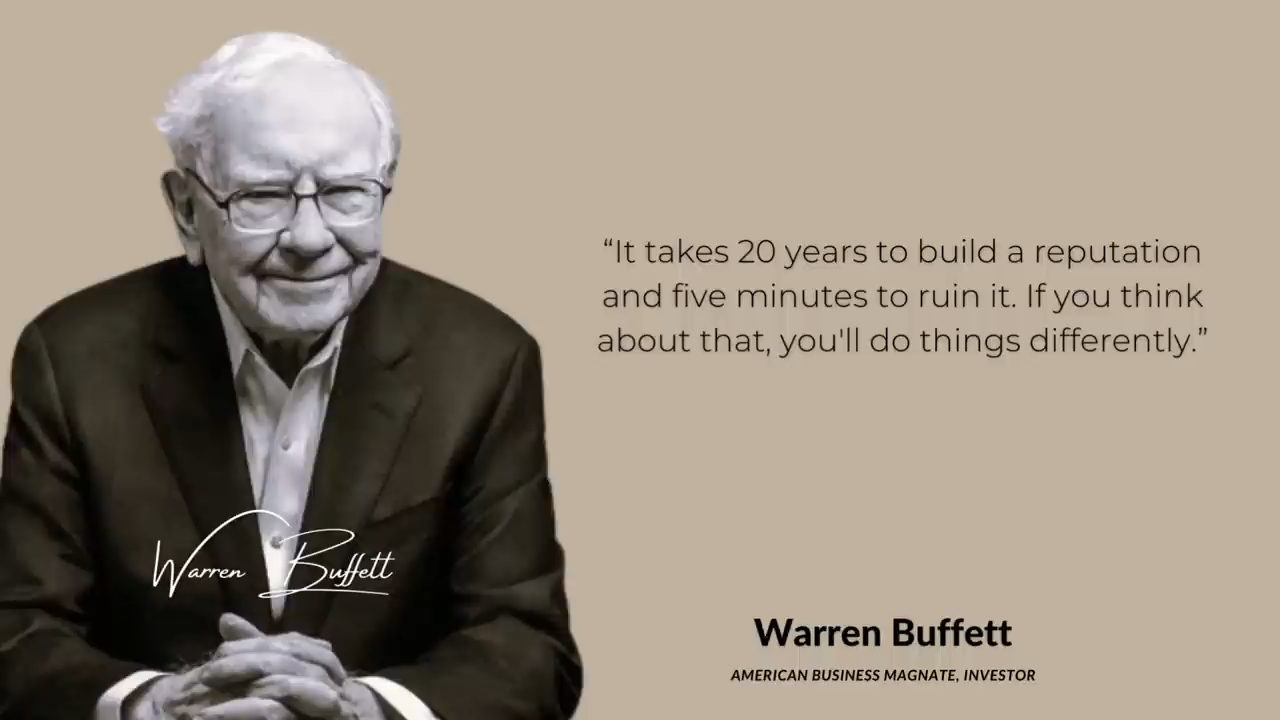 “It takes 20 years to build a reputation
and five minutes to ruin it. If you think
about that, you'll do things differently.”
Warren Buffett
Warren Buffett
AMERICAN BUSINESS MAGNATE, INVESTOR